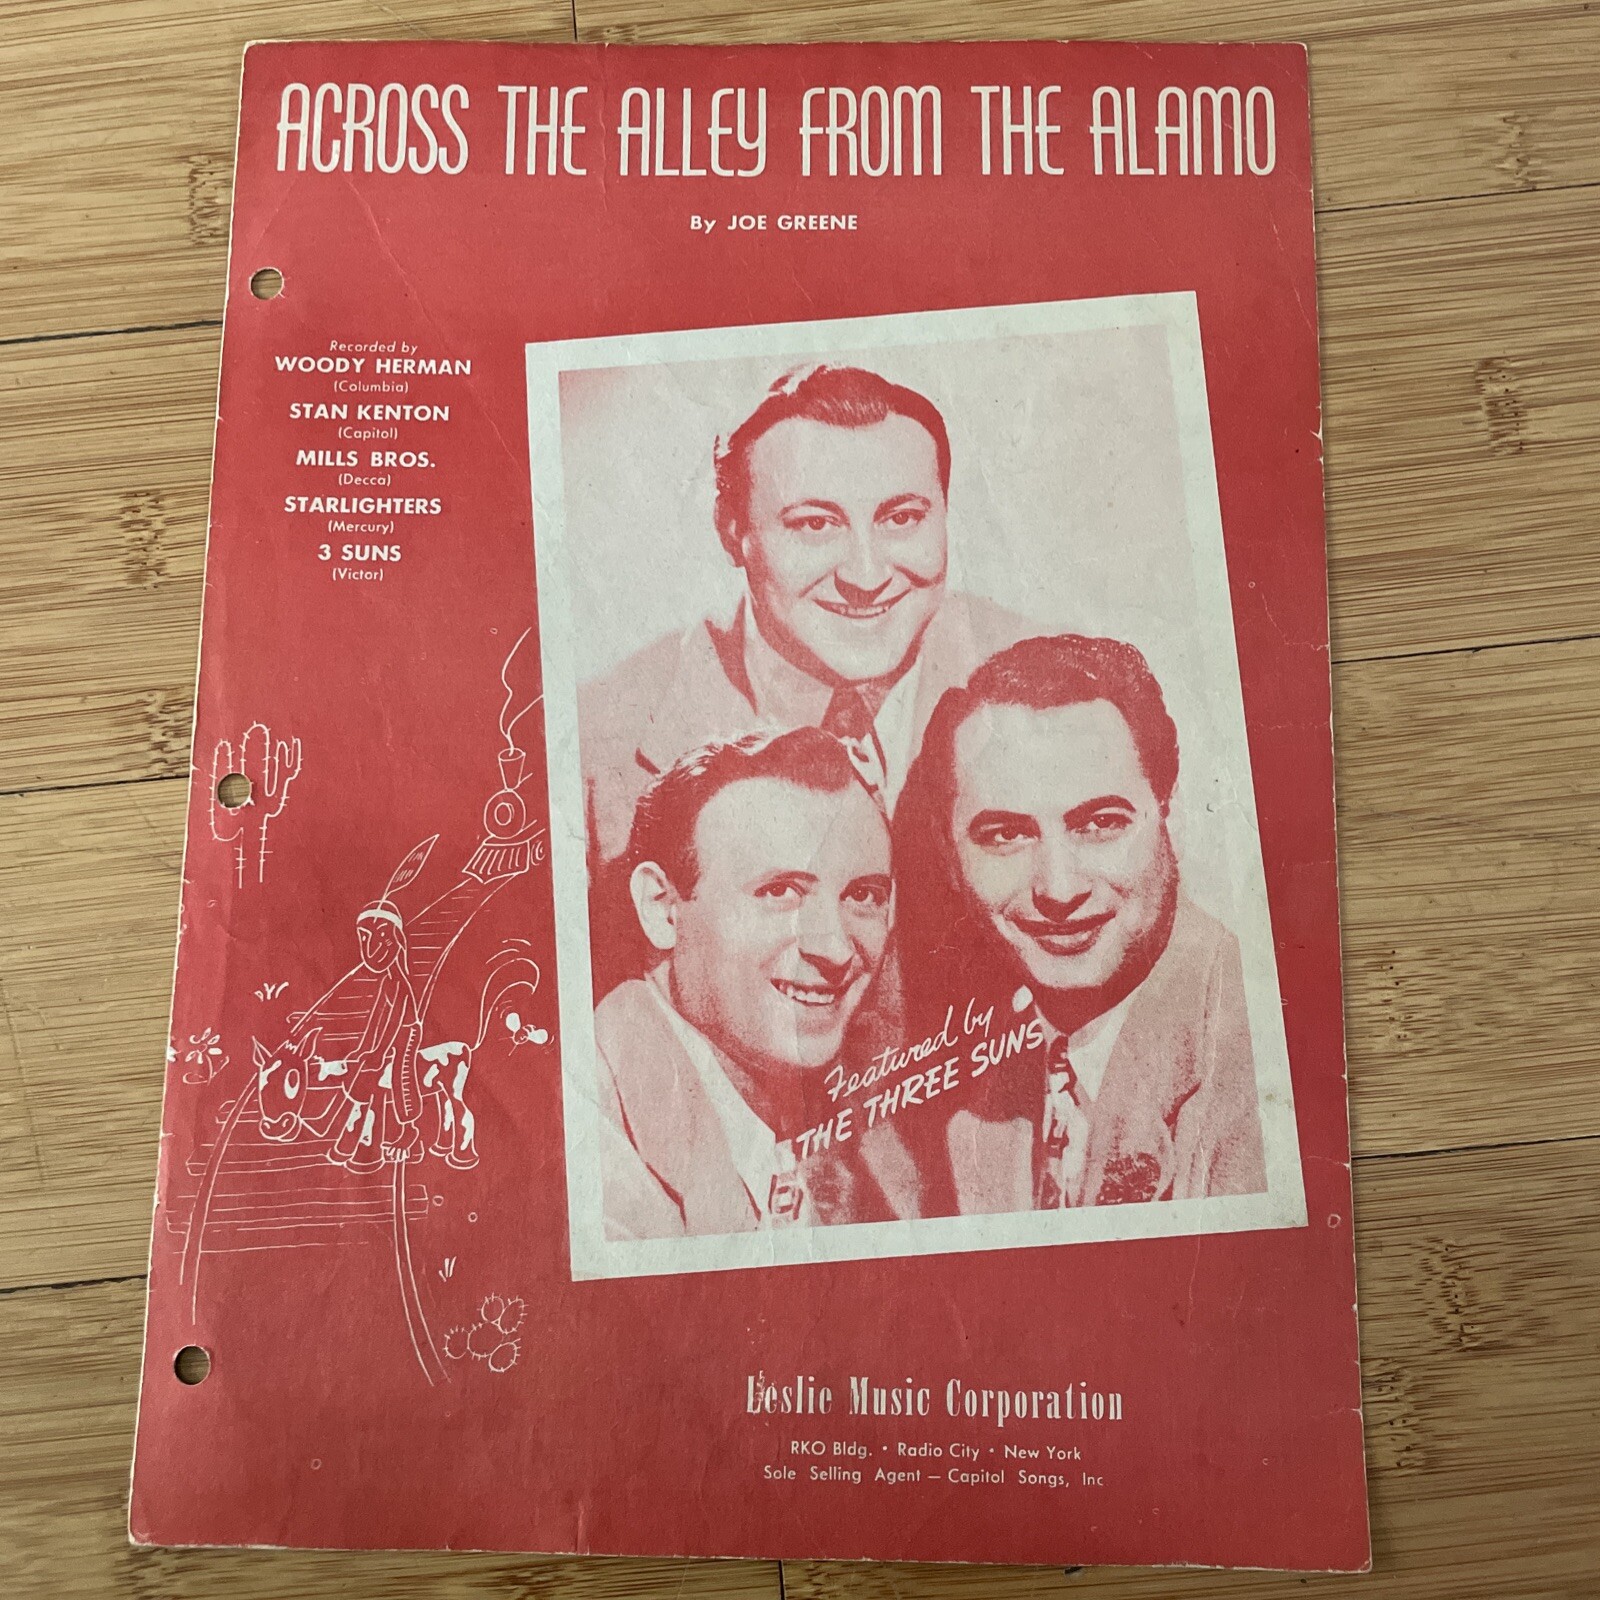 ACROSS THE ALLEY FROM THE ALAMO
By JOE GREENE
Recorded by
WOODY HERMAN
(Columbia)
STAN KENTON
(Capitol)
MILLS BROS.
(Decca)
STARLIGHTERS
(Mercury)
3 SUNS
(Victor)
Featured by
THE THREE SUNS
Leslie Music Corporation
RKO Bldg. • Radio City • New York
Sole Selling Agent — Capitol Songs, Inc